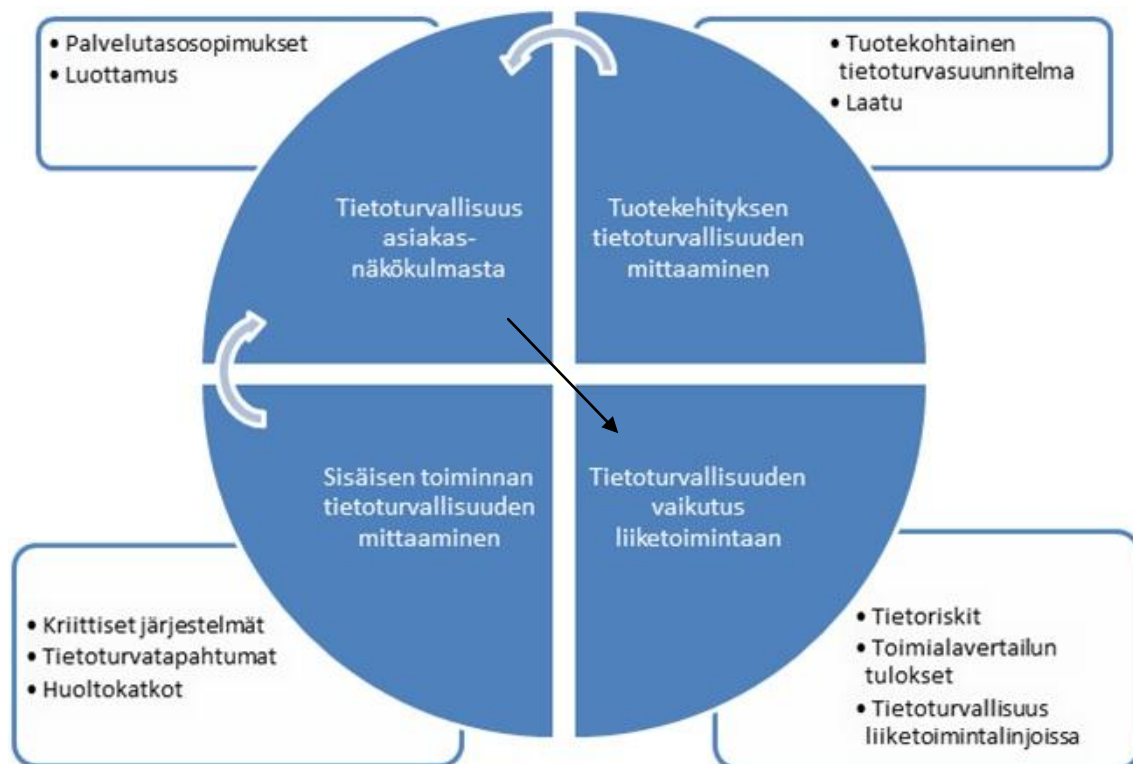 • Palvelutasosopimukset
• Luottamus
• Tuotekohtainen
tietoturvasuunnitelma
• Laatu
Tietoturvallisuus
asiakas-
näkökulmasta
Tuotekehityksen
tietoturvallisuuden
mittaaminen
Sisäisen toiminnan
tietoturvallisuuden
mittaaminen
Tietoturvallisuuden
vaikutus
liiketoimintaan
• Kriittiset järjestelmät
• Tietoturvatapahtumat
• Huoltokatkot
• Tietoriskit
• Toimialavertailun
tulokset
• Tietoturvallisuus
liiketoimintalinjoissa